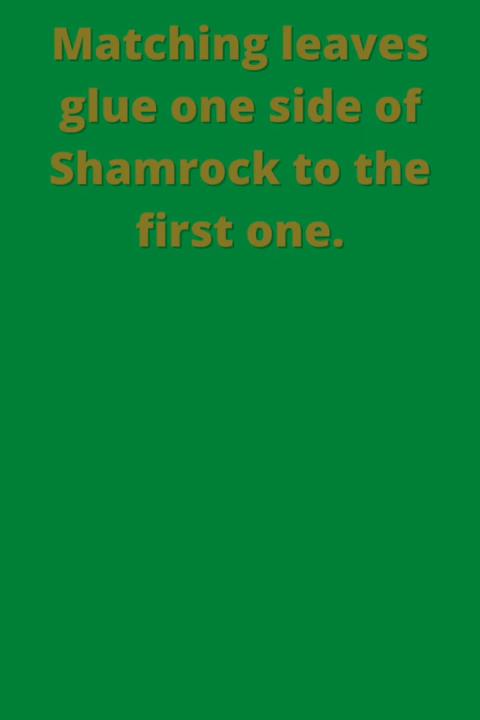 Matching leaves
glue one side of
Shamrock to the
first one.